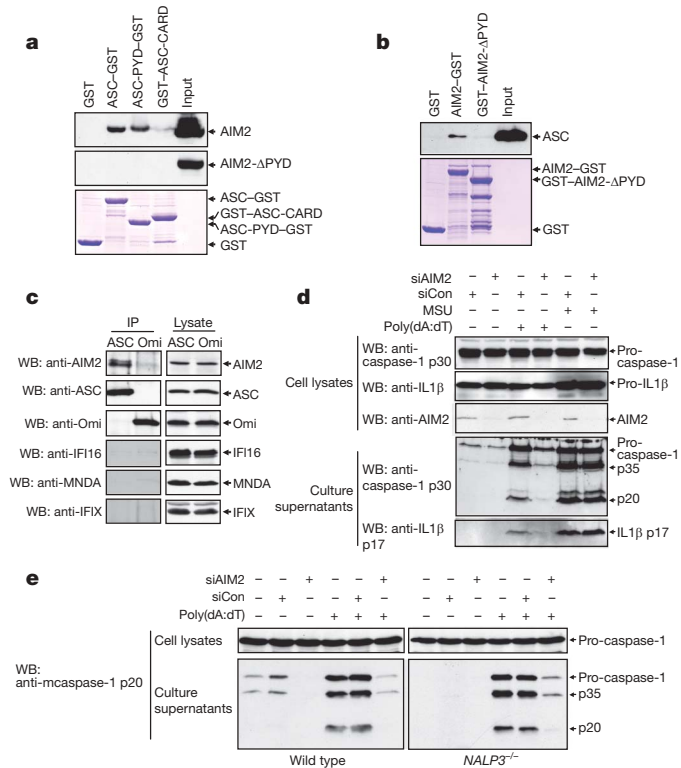 a
GST
ASC–GST
ASC-PYD–GST
GST–ASC-CARD
Input
AIM2
AIM2-ΔPYD
ASC–GST
GST–ASC-CARD
ASC-PYD–GST
GST
b
GST
AIM2–GST
GST–AIM2-ΔPYD
Input
ASC
AIM2–GST
GST–AIM2-ΔPYD
GST
c
IP Lysate
ASC Omi ASC Omi
WB: anti-AIM2 AIM2
WB: anti-ASC ASC
WB: anti-Omi Omi
WB: anti-IFI16 IFI16
WB: anti-MNDA MNDA
WB: anti-IFIX IFIX
d
siAIM2 – + – + – +
siCon + – + – + –
MSU – – – – + +
Poly(dA:dT) – – + + – –
Cell lysates
WB: anti-caspase-1 p30
Pro-caspase-1
WB: anti-IL1β Pro-IL1β
WB: anti-AIM2 AIM2
Culture supernatants
WB: anti-caspase-1 p30
Pro-caspase-1
p35
p20
WB: anti-IL1β p17
IL1β p17
e
siAIM2 – – + – – + – – + – – +
siCon – + – – + – – + – – + –
Poly(dA:dT) – – – + + + – – – + + +
WB: anti-mcaspase-1 p20
Cell lysates Pro-caspase-1
Culture supernatants
Pro-caspase-1
p35
p20
Wild type NALP3–/–